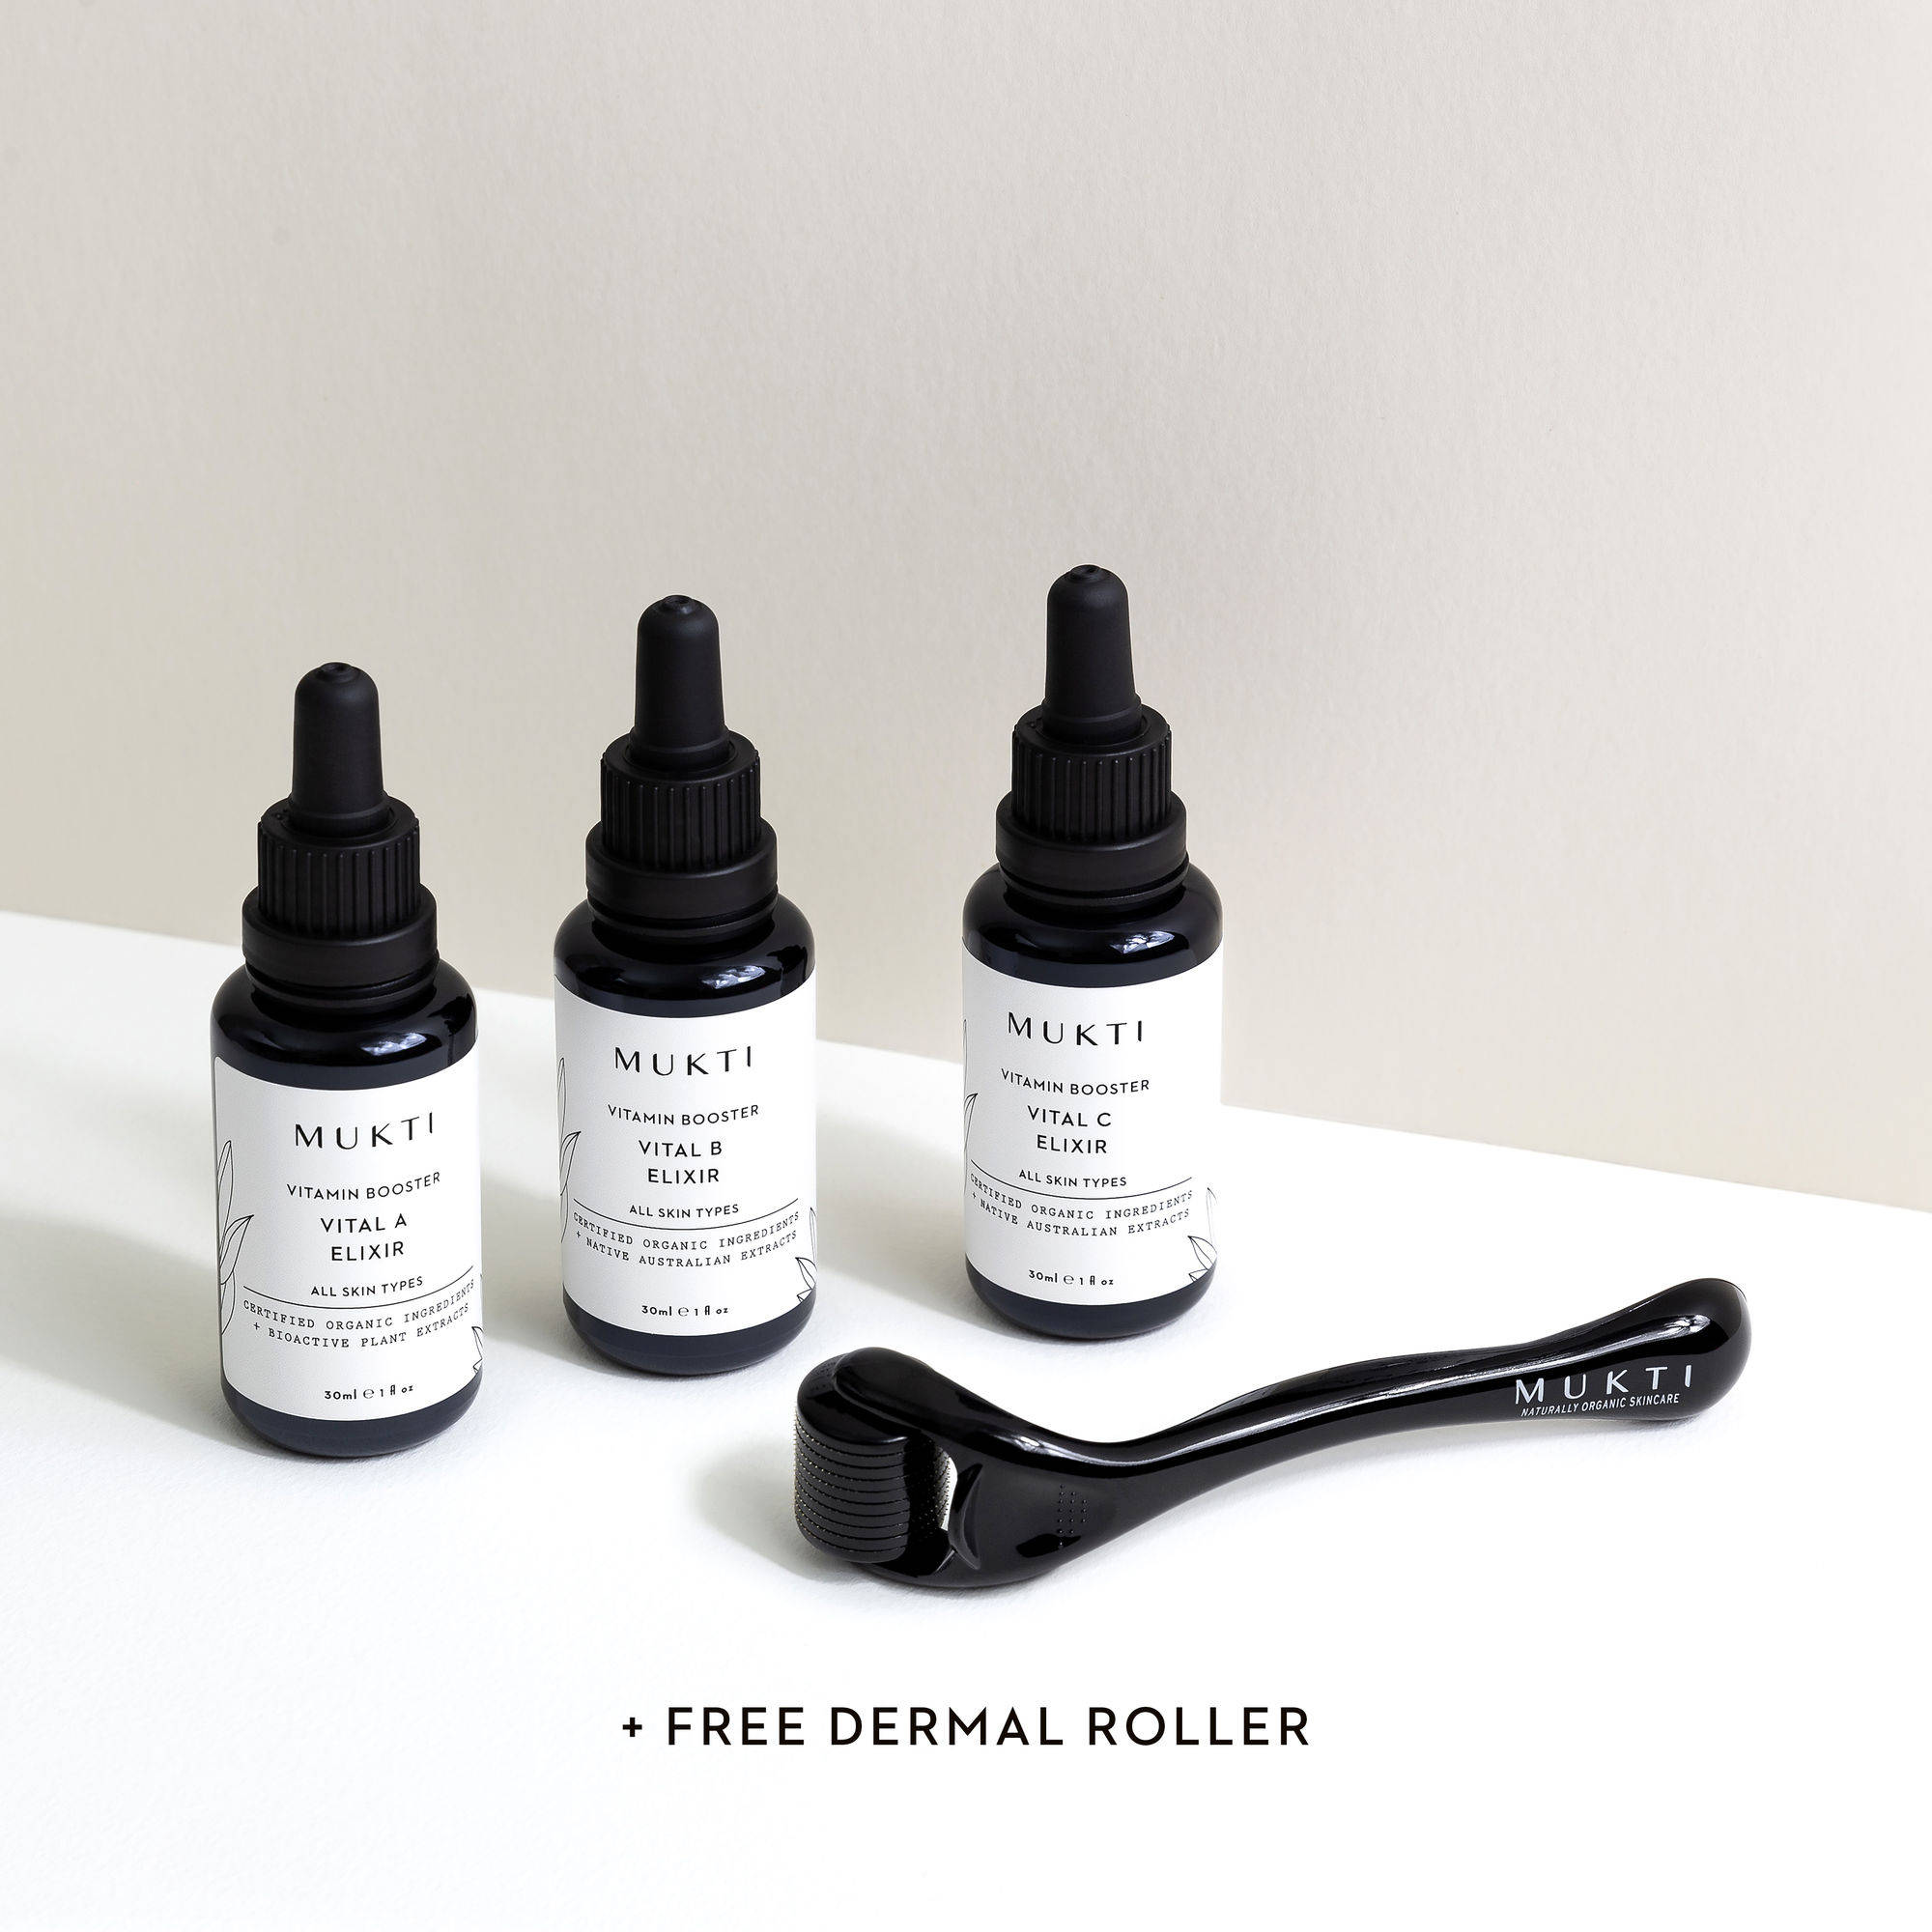 MUKTI
VITAMIN BOOSTER
VITAL A
ELIXIR
ALL SKIN TYPES
CERTIFIED ORGANIC INGREDIENTS
+ BIOACTIVE PLANT EXTRACTS
30ml ℮ 1 fl oz
MUKTI
VITAMIN BOOSTER
VITAL B
ELIXIR
ALL SKIN TYPES
CERTIFIED ORGANIC INGREDIENTS
+ NATIVE AUSTRALIAN EXTRACTS
30ml ℮ 1 fl oz
MUKTI
VITAMIN BOOSTER
VITAL C
ELIXIR
ALL SKIN TYPES
CERTIFIED ORGANIC INGREDIENTS
+ NATIVE AUSTRALIAN EXTRACTS
30ml ℮ 1 fl oz
MUKTI
NATURALLY ORGANIC SKINCARE
+ FREE DERMAL ROLLER